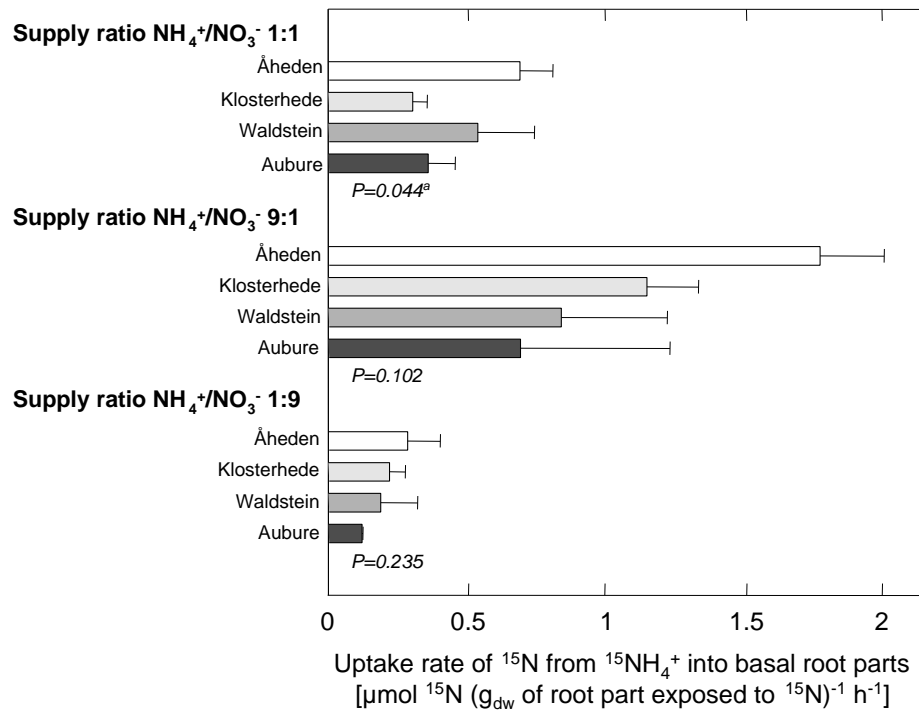 Supply ratio NH₄⁺/NO₃⁻ 1:1
Åheden
Klosterhede
Waldstein
Aubure
P=0.044ᵃ
Supply ratio NH₄⁺/NO₃⁻ 9:1
Åheden
Klosterhede
Waldstein
Aubure
P=0.102
Supply ratio NH₄⁺/NO₃⁻ 1:9
Åheden
Klosterhede
Waldstein
Aubure
P=0.235
0 0.5 1 1.5 2
Uptake rate of ¹⁵N from ¹⁵NH₄⁺ into basal root parts
[µmol ¹⁵N (g_dw of root part exposed to ¹⁵N)⁻¹ h⁻¹]